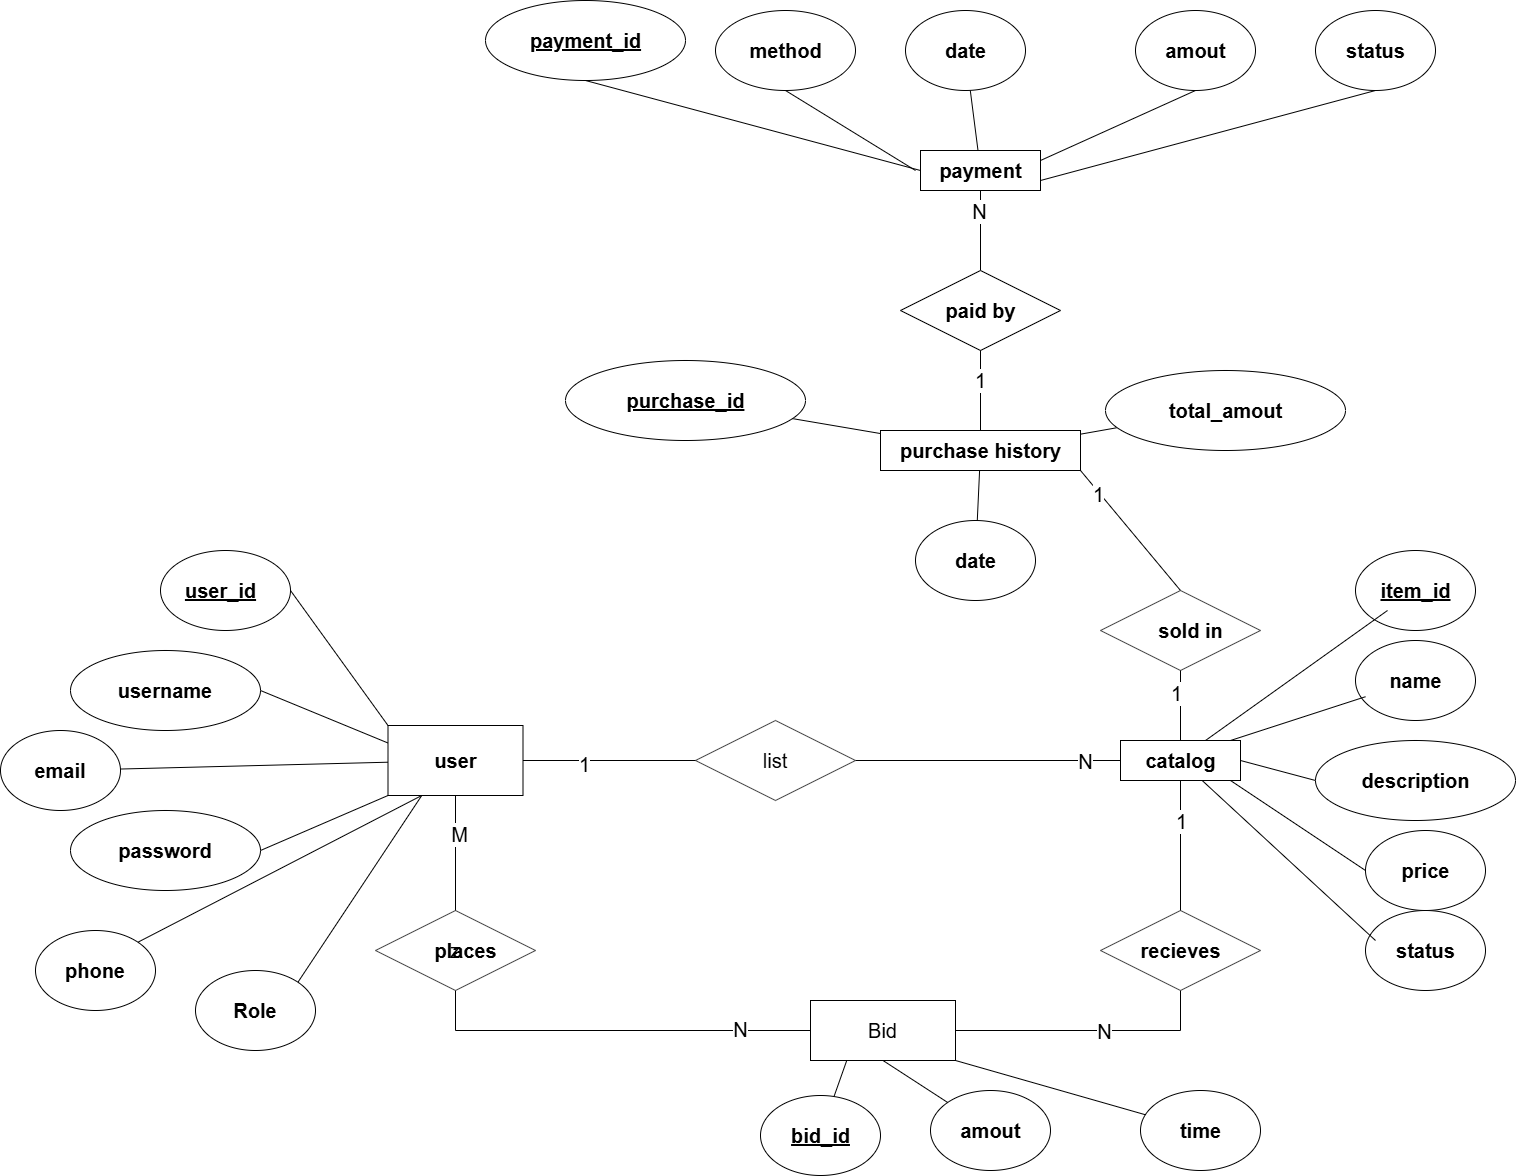 payment_id
method
date
amout
status
payment
N
paid by
1
purchase_id
total_amout
purchase history
1
date
user_id
item_id
sold in
username
name
1
user
1
list
N
catalog
email
description
M
1
password
price
places
recieves
status
phone
Role
N
Bid
N
bid_id
amout
time